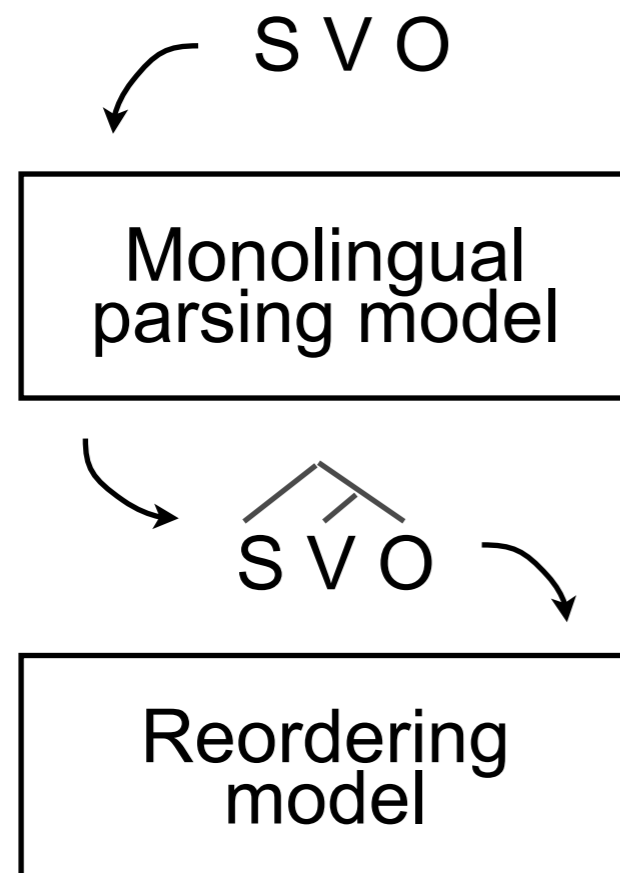 S V O
Monolingual
parsing model
S V O
Reordering
model